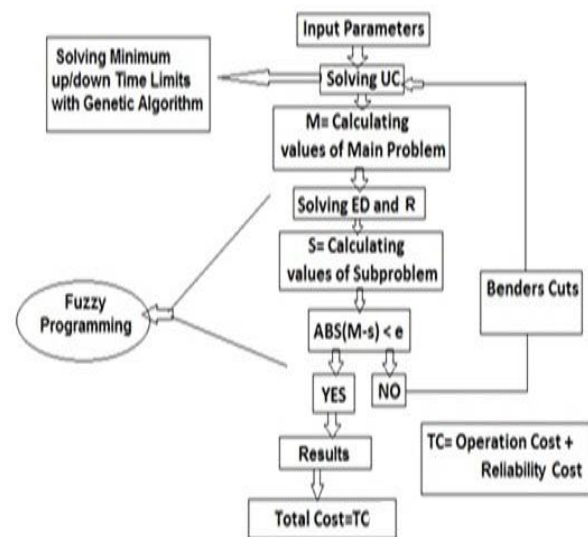 Input Parameters
Solving Minimum
up/down Time Limits
with Genetic Algorithm
Solving UC
M= Calculating
values of Main Problem
Solving ED and R
S= Calculating
values of Subproblem
Benders Cuts
Fuzzy
Programming
ABS(M-s) < e
YES
NO
Results
TC= Operation Cost +
Reliability Cost
Total Cost=TC